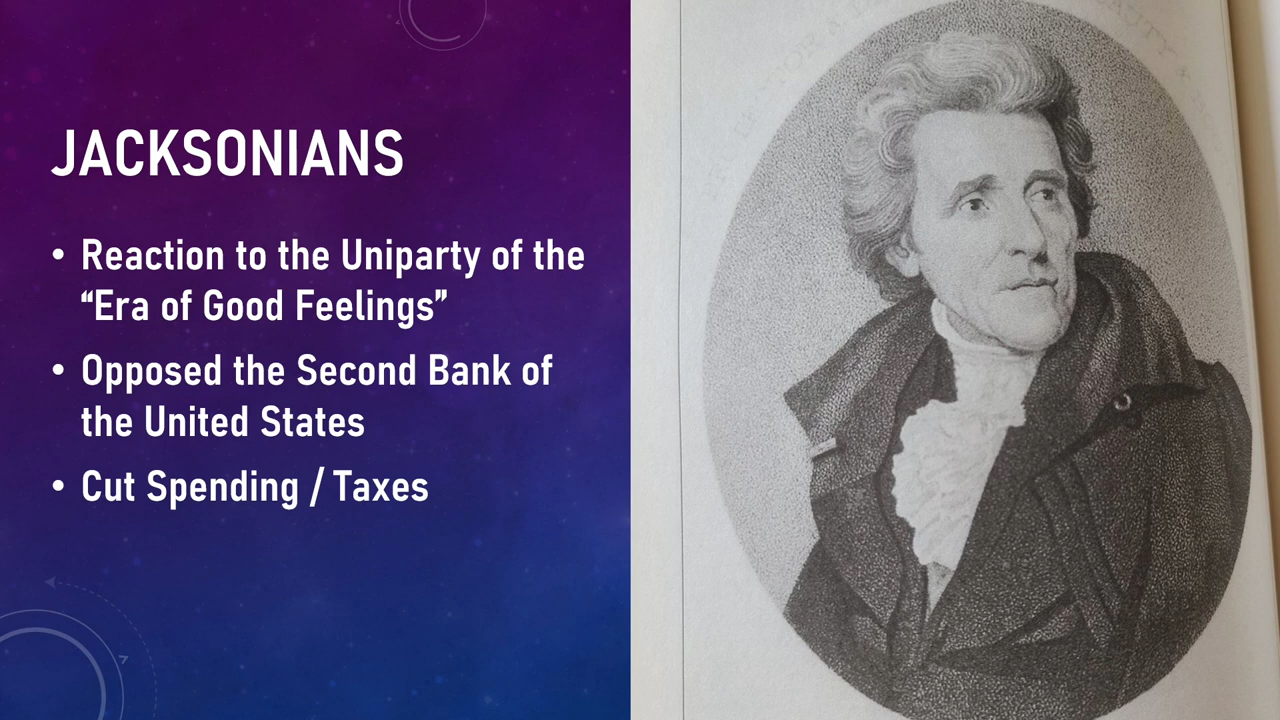 JACKSONIANS
• Reaction to the Uniparty of the
“Era of Good Feelings”
• Opposed the Second Bank of
the United States
• Cut Spending / Taxes